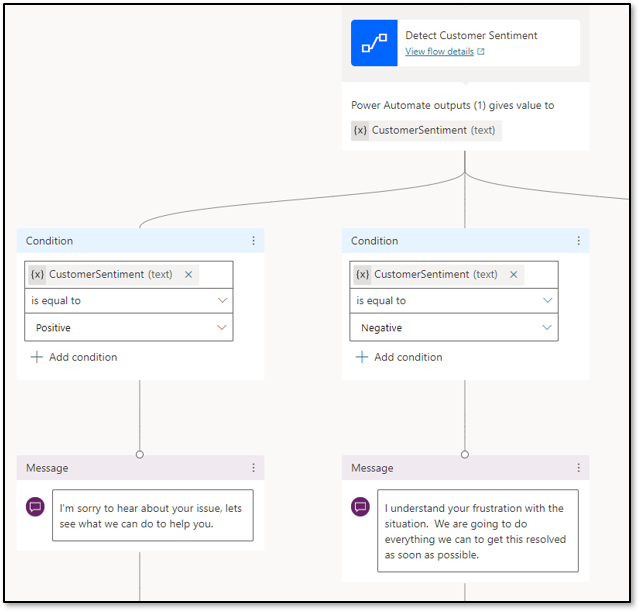 Detect Customer Sentiment
View flow details
Power Automate outputs (1) gives value to
{x} CustomerSentiment (text)
Condition
{x} CustomerSentiment (text)
is equal to
Positive
Add condition
Condition
{x} CustomerSentiment (text)
is equal to
Negative
Add condition
Message
I'm sorry to hear about your issue, lets
see what we can do to help you.
Message
I understand your frustration with the
situation.  We are going to do
everything we can to get this resolved
as soon as possible.